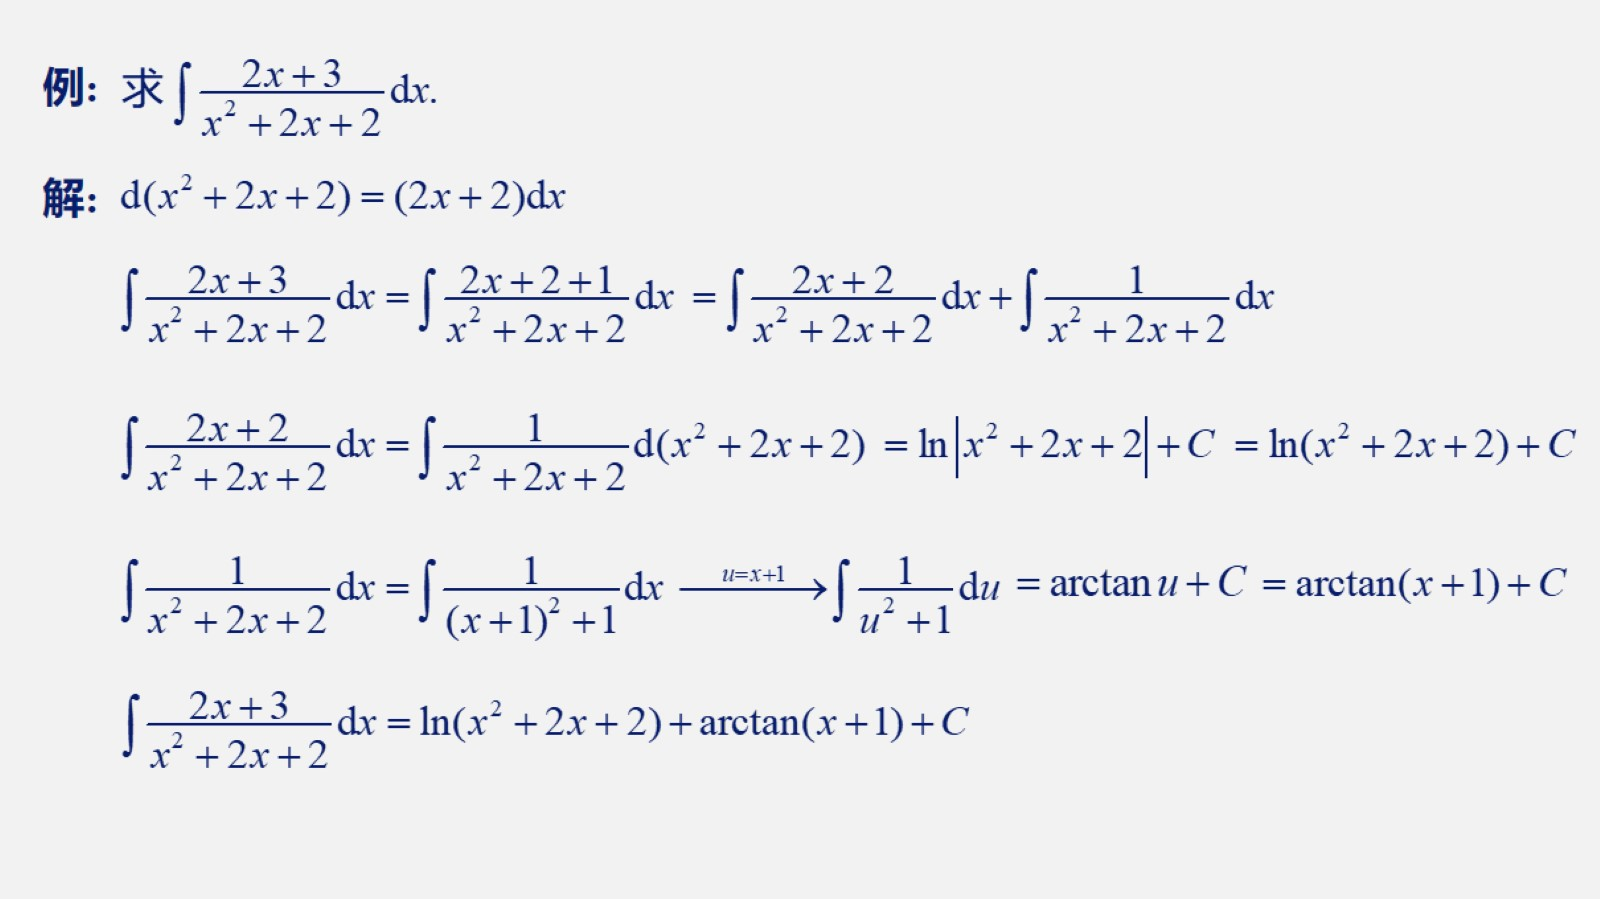 例: 求 ∫ (2x+3)/(x² +2x+2) dx.
解: d(x² +2x+2) = (2x+2)dx
∫ (2x+3)/(x² +2x+2) dx = ∫ (2x+2+1)/(x² +2x+2) dx = ∫ (2x+2)/(x² +2x+2) dx + ∫ 1/(x² +2x+2) dx
∫ (2x+2)/(x² +2x+2) dx = ∫ 1/(x² +2x+2) d(x² +2x+2) = ln|x² +2x+2| + C = ln(x² +2x+2) + C
∫ 1/(x² +2x+2) dx = ∫ 1/((x+1)² +1) dx —u=x+1→ ∫ 1/(u² +1) du = arctan u + C = arctan(x+1) + C
∫ (2x+3)/(x² +2x+2) dx = ln(x² +2x+2) + arctan(x+1) + C